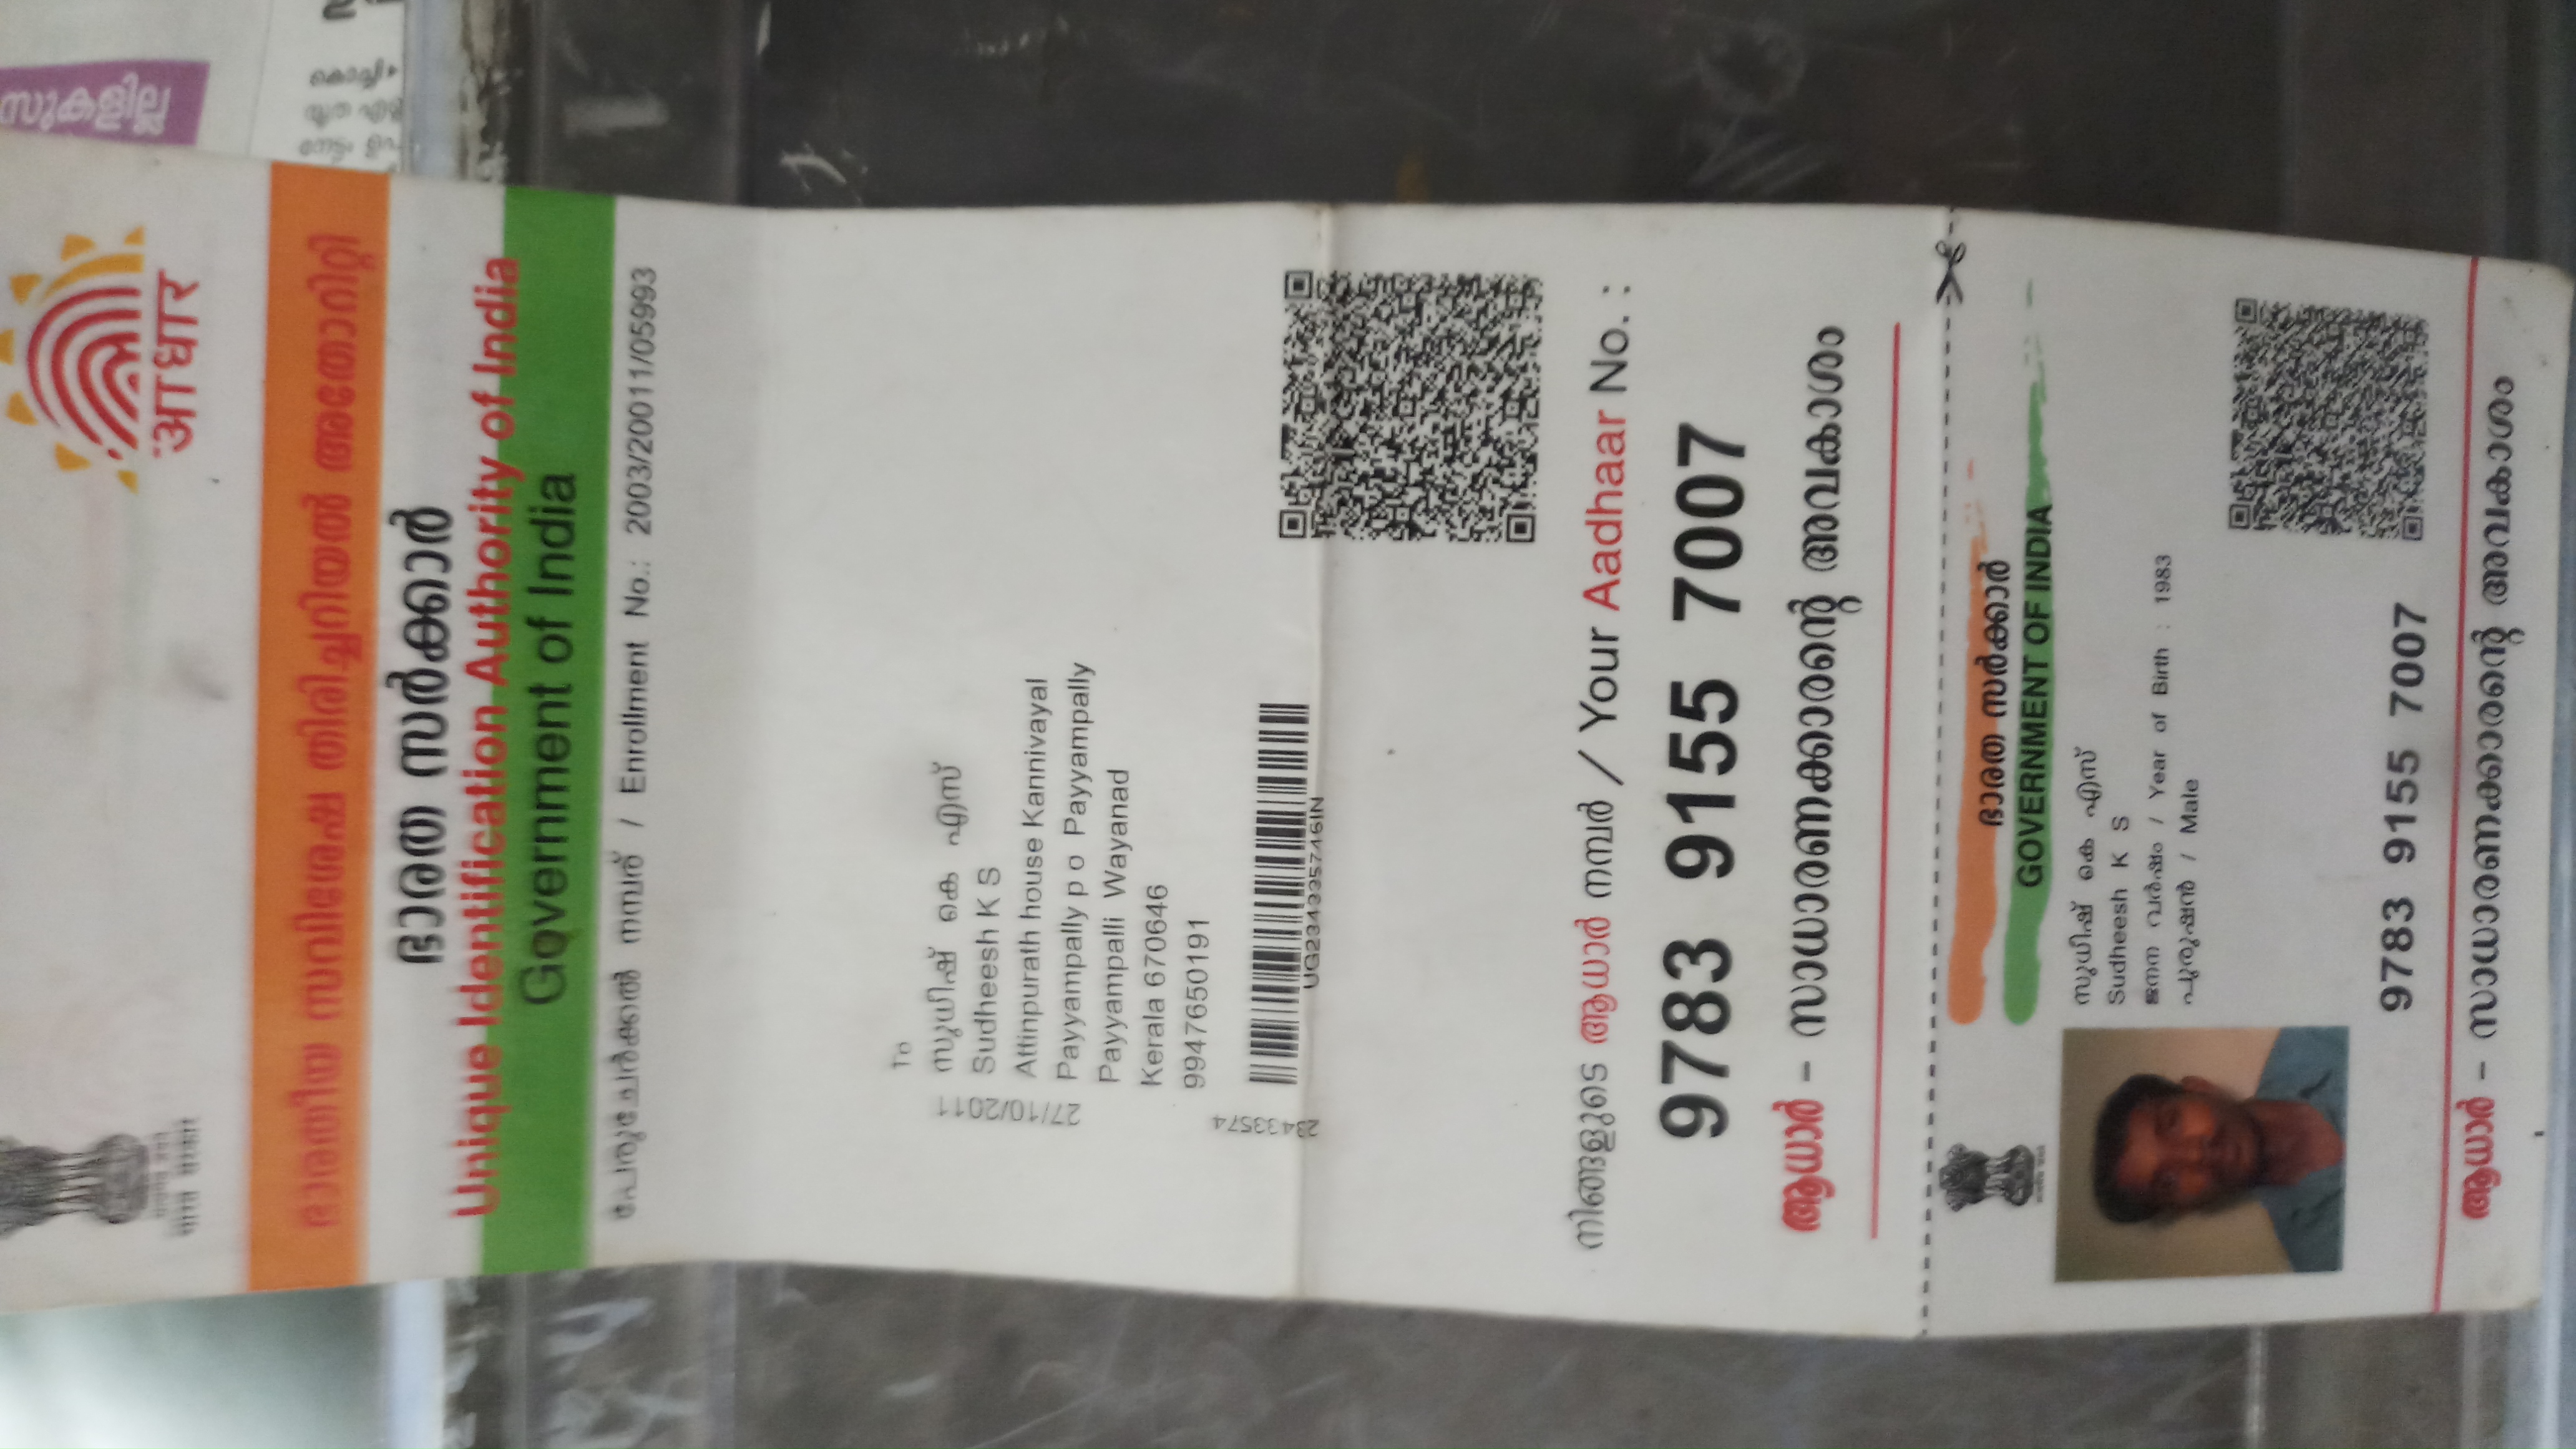 भारत सरकार
आधार
ഭാരതീയ സവിശേഷ തിരിച്ചറിയൽ അതോറിറ്റി
ഭാരത സർക്കാർ
Unique Identification Authority of India
Government of India
പേരുചേർക്കൽ നമ്പര് / Enrollment No.: 2003/20011/05993
To
സുധീഷ് കെ എസ്
Sudheesh K S
Attinpurath house Kannivayal
Payyampally p o Payyampally
Payyampalli Wayanad
Kerala 670646
9947650191
27/10/2011
23433574
UG234335746IN
നിങ്ങളുടെ ആധാർ നമ്പർ / Your Aadhaar No. :
9783 9155 7007
ആധാർ – സാധാരണക്കാരന്റെ അവകാശം
ഭാരത സർക്കാർ
GOVERNMENT OF INDIA
സുധീഷ് കെ എസ്
Sudheesh K S
ജനന വർഷം / Year of Birth : 1983
പുരുഷൻ / Male
9783 9155 7007
ആധാർ – സാധാരണക്കാരന്റെ അവകാശം